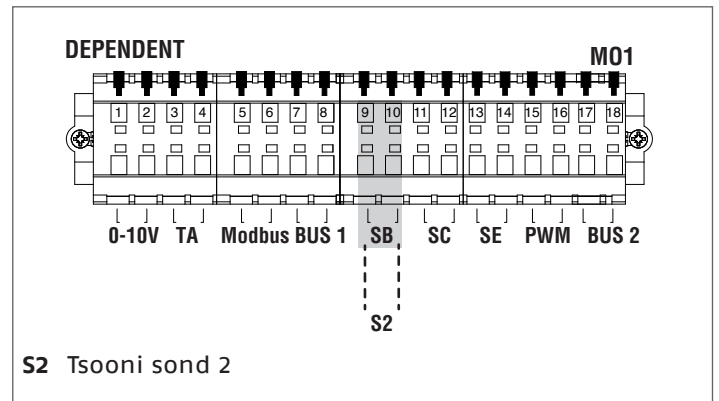 DEPENDENT
M01
1 2 3 4 5 6 7 8 9 10 11 12 13 14 15 16 17 18
0-10V TA Modbus BUS 1 SB SC SE PWM BUS 2
S2
S2 Tsooni sond 2